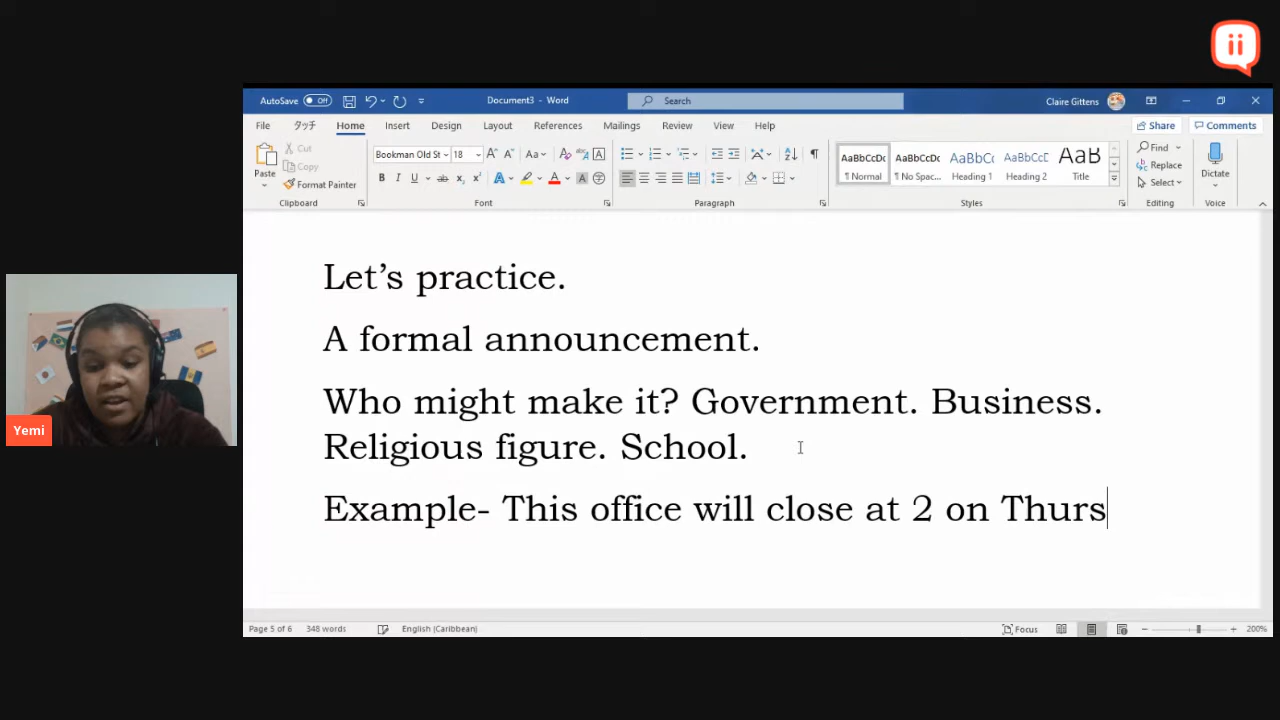 ii
AutoSave Off Document3 - Word Search Claire Gittens
File タッチ Home Insert Design Layout References Mailings Review View Help Share Comments
Cut
Copy
Paste
Format Painter
Bookman Old St 18 Aa
AaBbCcDc AaBbCcDc AaBbCc AaBbCcD AaB
¶ Normal ¶ No Spac... Heading 1 Heading 2 Title
Find
Replace
Select
Dictate
Clipboard Font Paragraph Styles Editing Voice
Let’s practice.
A formal announcement.
Who might make it? Government. Business.
Religious figure. School.
Example- This office will close at 2 on Thurs
Yemi
Page 5 of 6 348 words English (Caribbean) Focus 200%